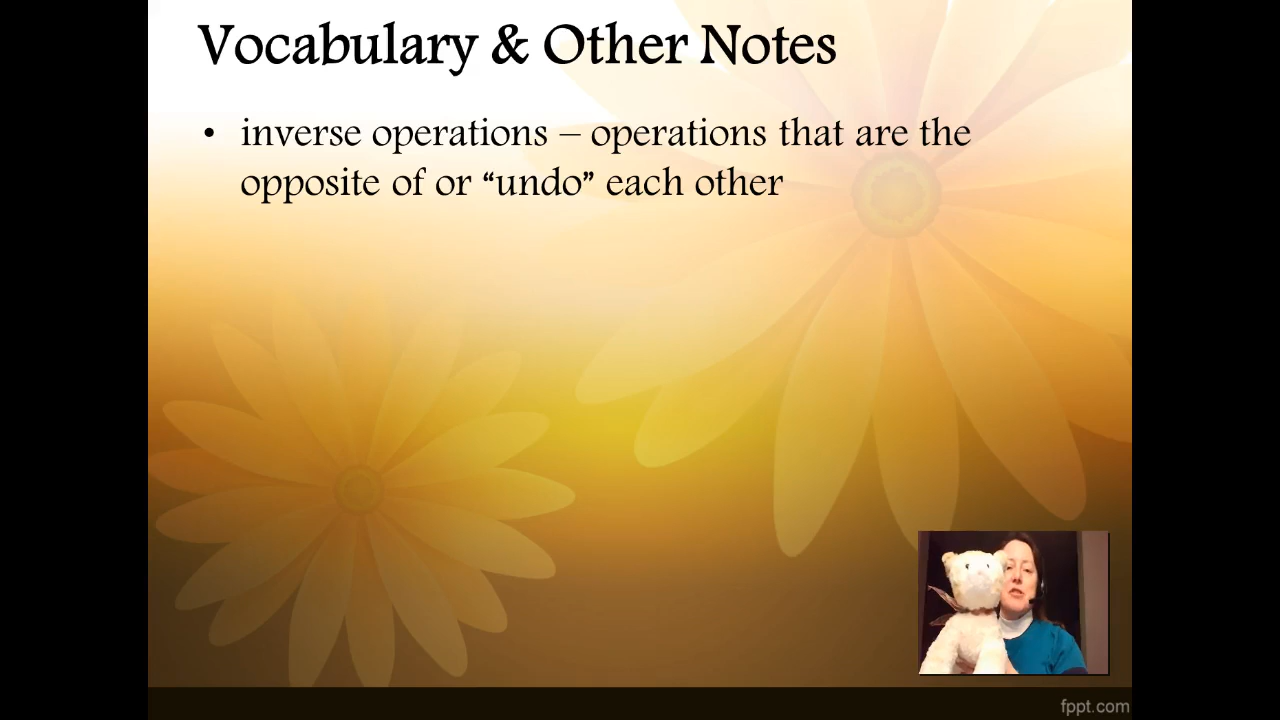 Vocabulary & Other Notes
• inverse operations – operations that are the
opposite of or “undo” each other
fppt.com